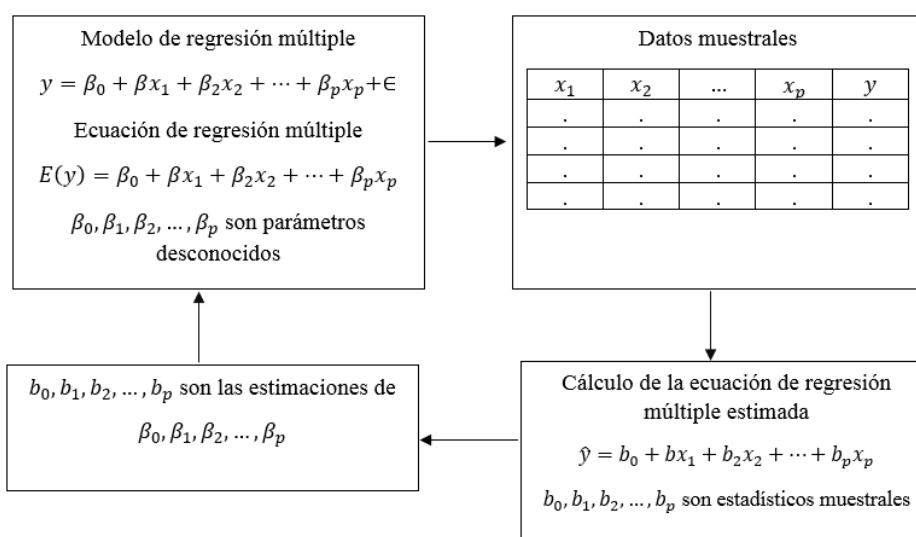 Modelo de regresión múltiple
y = β₀ + βx₁ + β₂x₂ + ⋯ + βₚxₚ+∈
Ecuación de regresión múltiple
E(y) = β₀ + βx₁ + β₂x₂ + ⋯ + βₚxₚ
β₀, β₁, β₂, …, βₚ son parámetros
desconocidos
Datos muestrales
x₁ x₂ ... xₚ y
. . . . .
. . . . .
. . . . .
. . . . .
Cálculo de la ecuación de regresión
múltiple estimada
ŷ = b₀ + bx₁ + b₂x₂ + ⋯ + bₚxₚ
b₀, b₁, b₂, …, bₚ son estadísticos muestrales
b₀, b₁, b₂, …, bₚ son las estimaciones de
β₀, β₁, β₂, …, βₚ